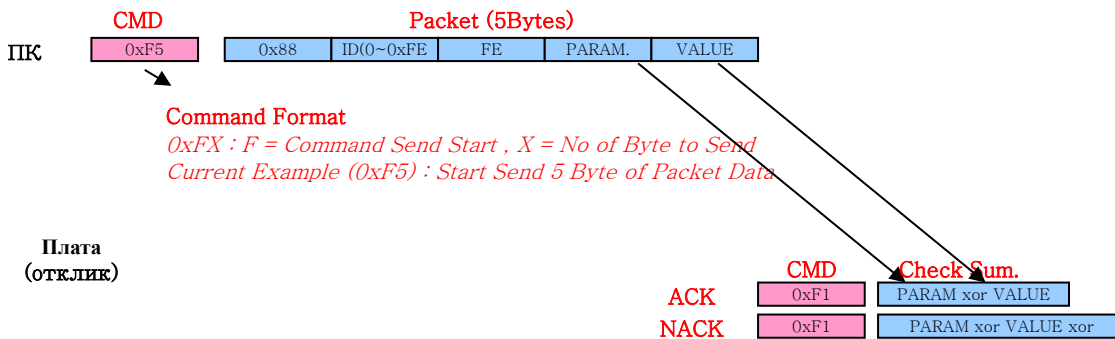 CMD Packet (5Bytes)
ПК 0xF5 0x88 ID(0~0xFE FE PARAM. VALUE
Command Format
0xFX : F = Command Send Start , X = No of Byte to Send
Current Example (0xF5) : Start Send 5 Byte of Packet Data
Плата
(отклик)
CMD Check Sum.
ACK 0xF1 PARAM xor VALUE
NACK 0xF1 PARAM xor VALUE xor